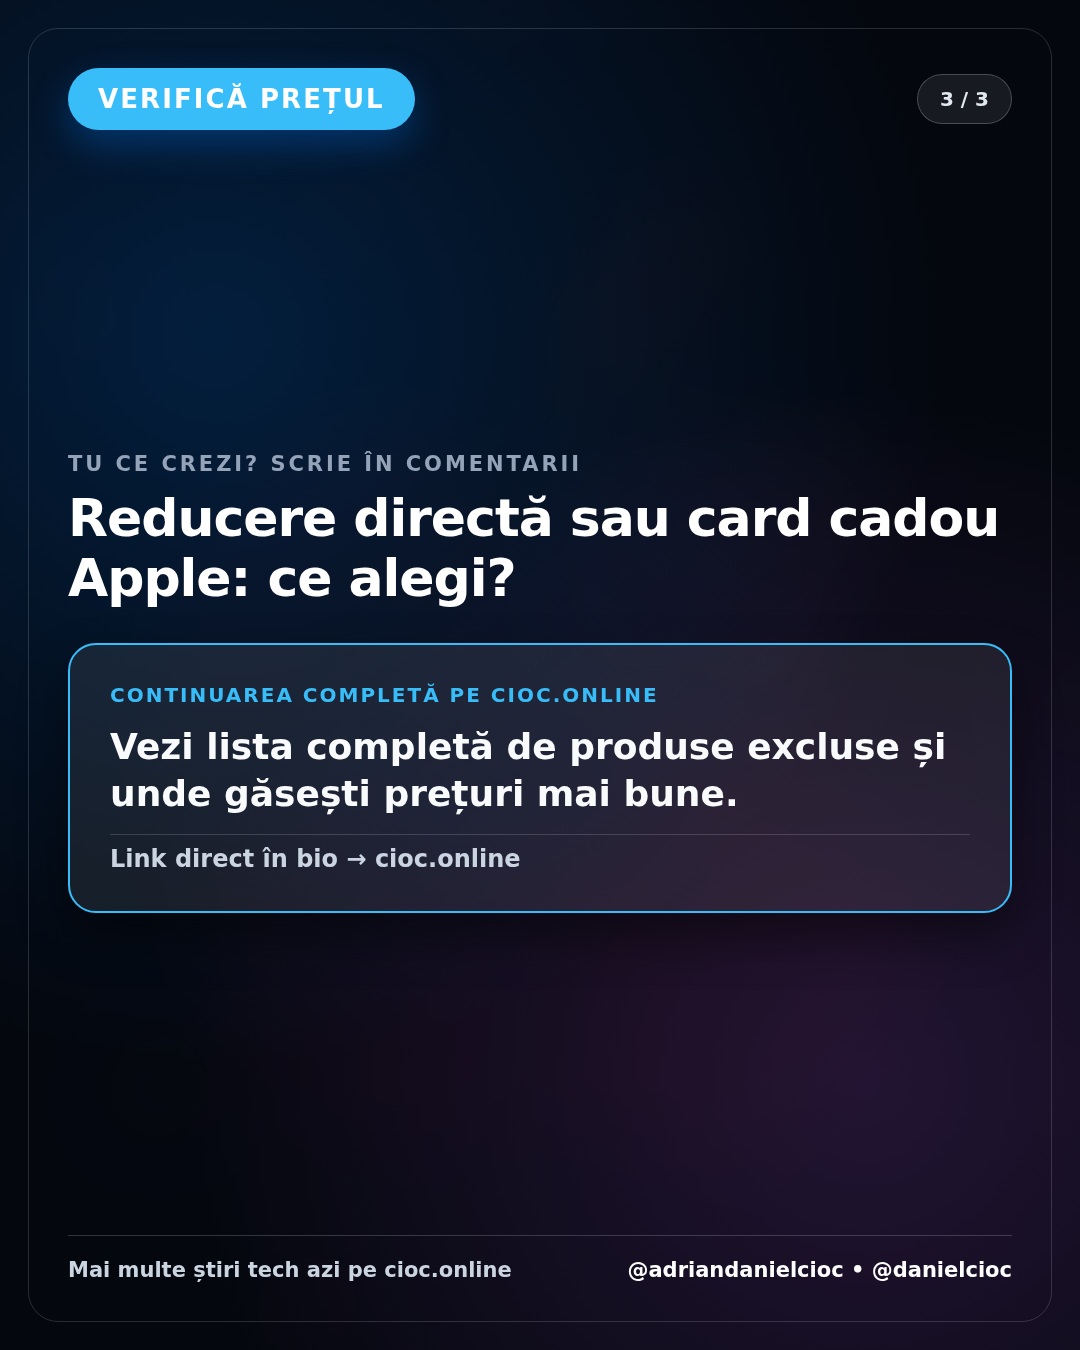 VERIFICĂ PREȚUL
3 / 3
TU CE CREZI? SCRIE ÎN COMENTARII
Reducere directă sau card cadou
Apple: ce alegi?
CONTINUAREA COMPLETĂ PE CIOC.ONLINE
Vezi lista completă de produse excluse și
unde găsești prețuri mai bune.
Link direct în bio → cioc.online
Mai multe știri tech azi pe cioc.online
@adriandanielcioc • @danielcioc